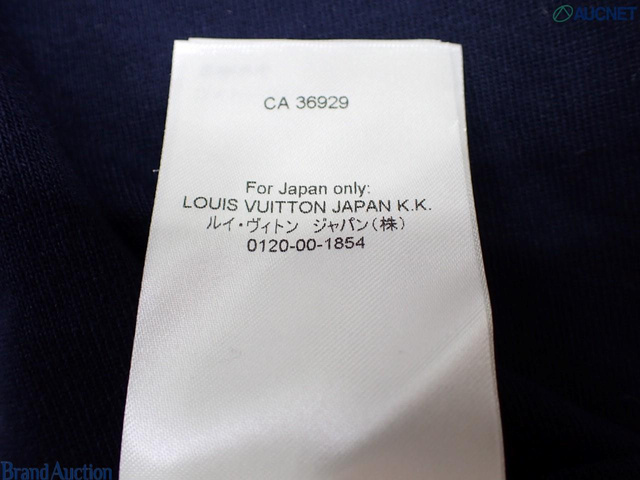 AUCNET
CA 36929
For Japan only:
LOUIS VUITTON JAPAN K.K.
ルイ・ヴィトン ジャパン(株)
0120-00-1854
Brand Auction